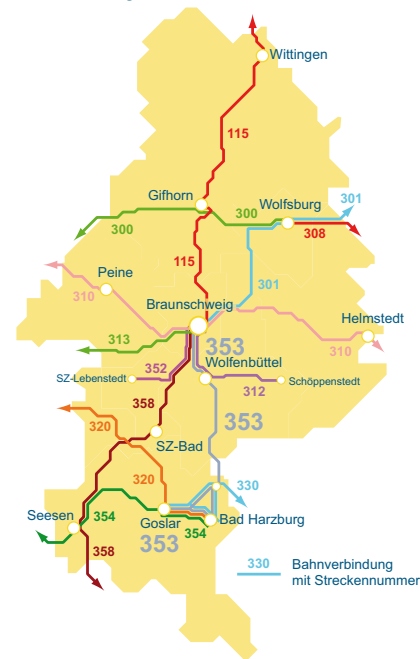 Wittingen
115
Gifhorn
Wolfsburg
301
300
300
308
115
Peine
301
310
Braunschweig
Helmstedt
313
353
310
352
Wolfenbüttel
SZ-Lebenstedt
312
Schöppenstedt
358
353
320
SZ-Bad
320
330
Seesen
354
Goslar
Bad Harzburg
358
353
354
330
Bahnverbindung
mit Streckennummer